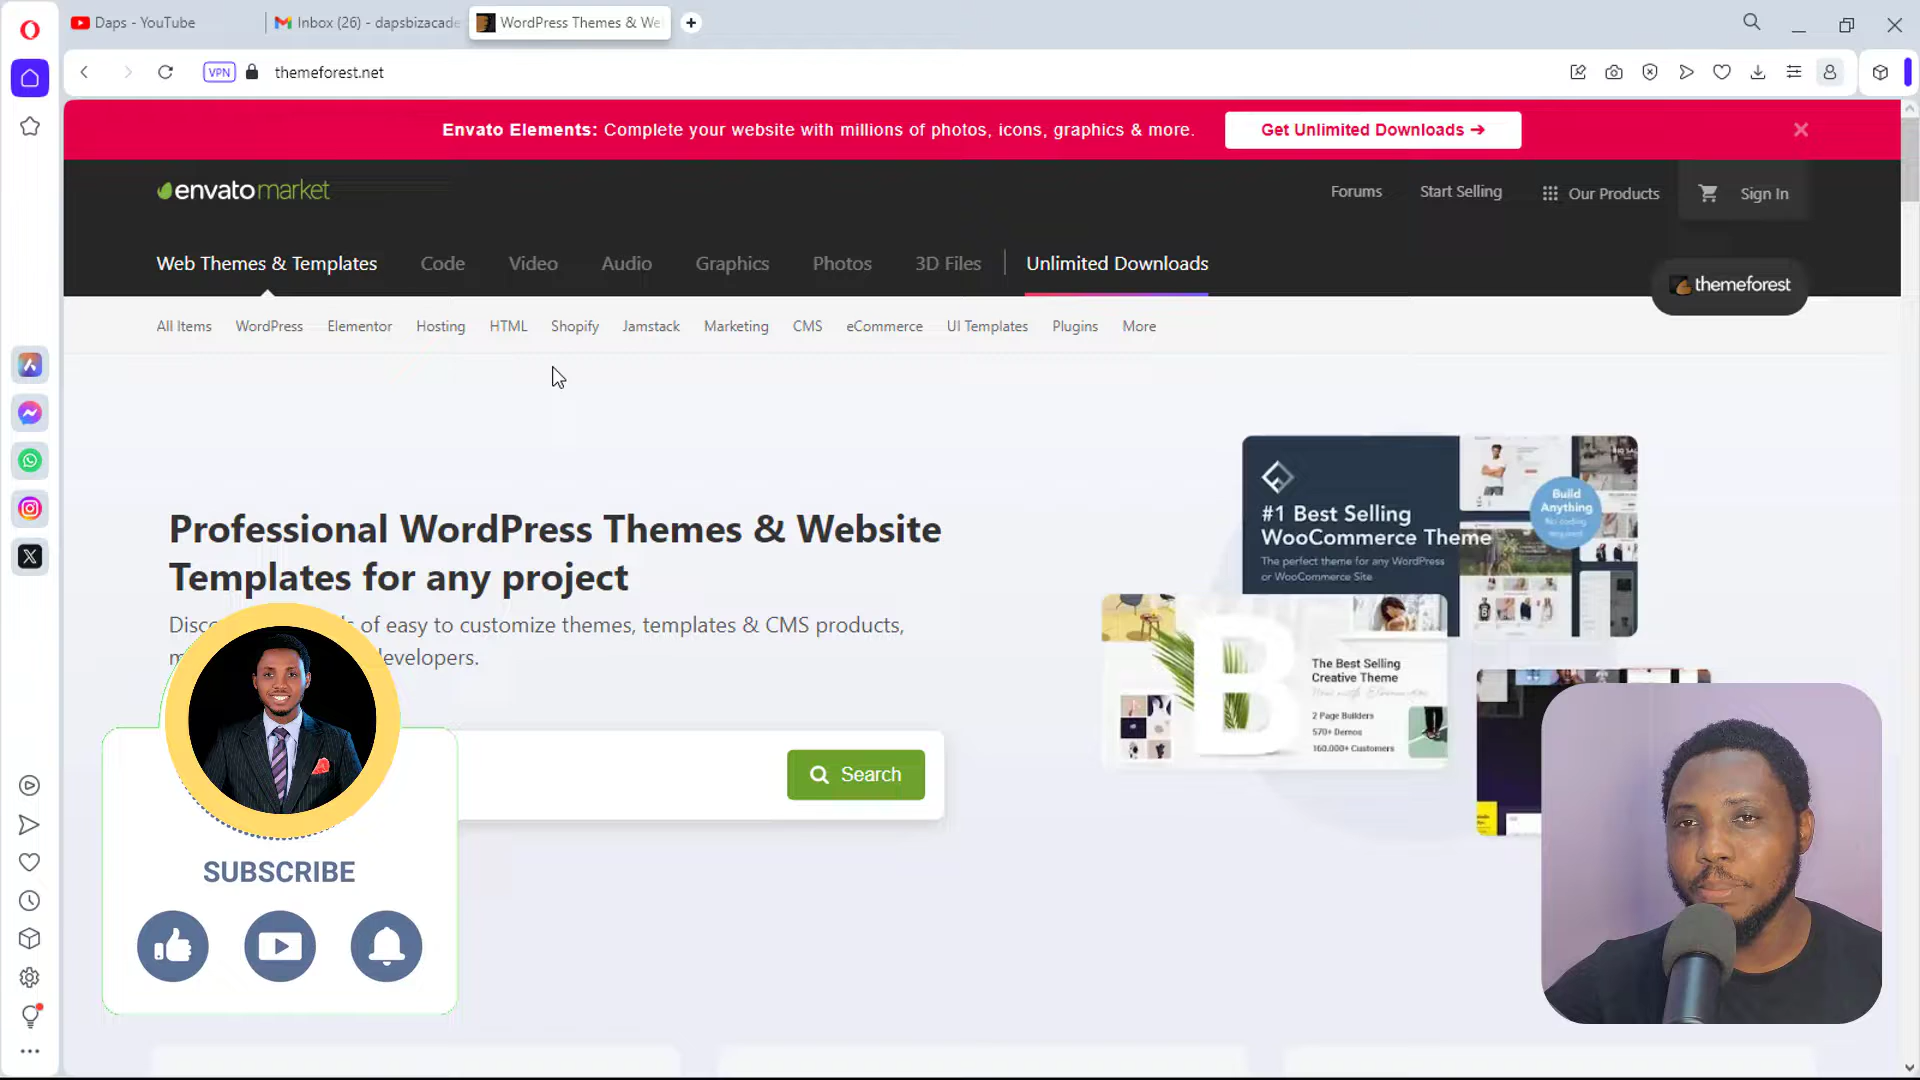 Daps - YouTube
Inbox (26) - dapsbizacade
WordPress Themes & We
VPN
themeforest.net
Envato Elements: Complete your website with millions of photos, icons, graphics & more.
Get Unlimited Downloads →
envatomarket
Forums
Start Selling
Our Products
Sign In
Web Themes & Templates
Code
Video
Audio
Graphics
Photos
3D Files
Unlimited Downloads
themeforest
All Items
WordPress
Elementor
Hosting
HTML
Shopify
Jamstack
Marketing
CMS
eCommerce
UI Templates
Plugins
More
Professional WordPress Themes & Website
Templates for any project
of easy to customize themes, templates & CMS products,
Search
#1 Best Selling
WooCommerce Theme
The perfect theme for any WordPress
or WooCommerce Site
Build
Anything
No coding
required
B
The Best Selling
Creative Theme
2 Page Builders
570+ Demos
160.000+ Customers
SUBSCRIBE